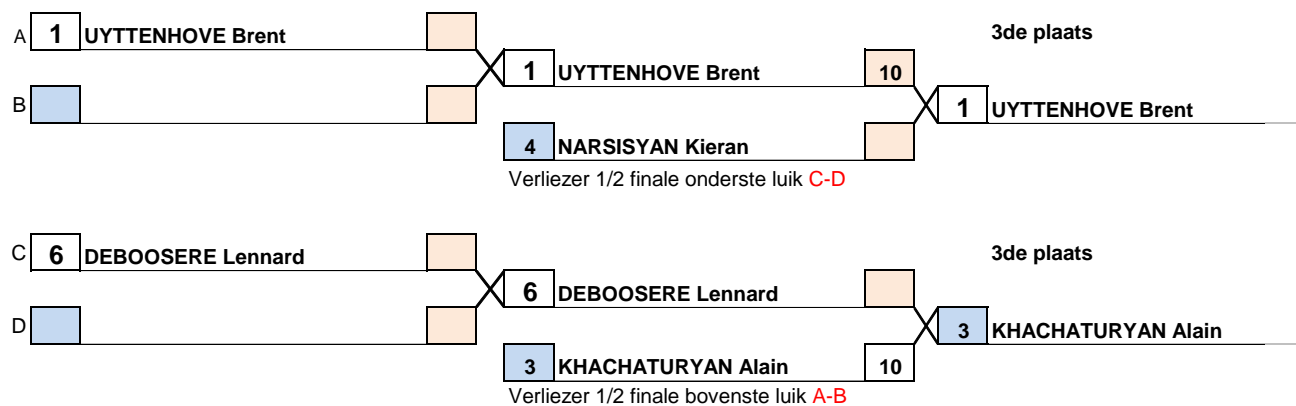 A 1 UYTTENHOVE Brent 3de plaats
1 UYTTENHOVE Brent 10
B 1 UYTTENHOVE Brent
4 NARSISYAN Kieran
Verliezer 1/2 finale onderste luik C-D
C 6 DEBOOSERE Lennard 3de plaats
6 DEBOOSERE Lennard
D 3 KHACHATURYAN Alain
3 KHACHATURYAN Alain 10
Verliezer 1/2 finale bovenste luik A-B